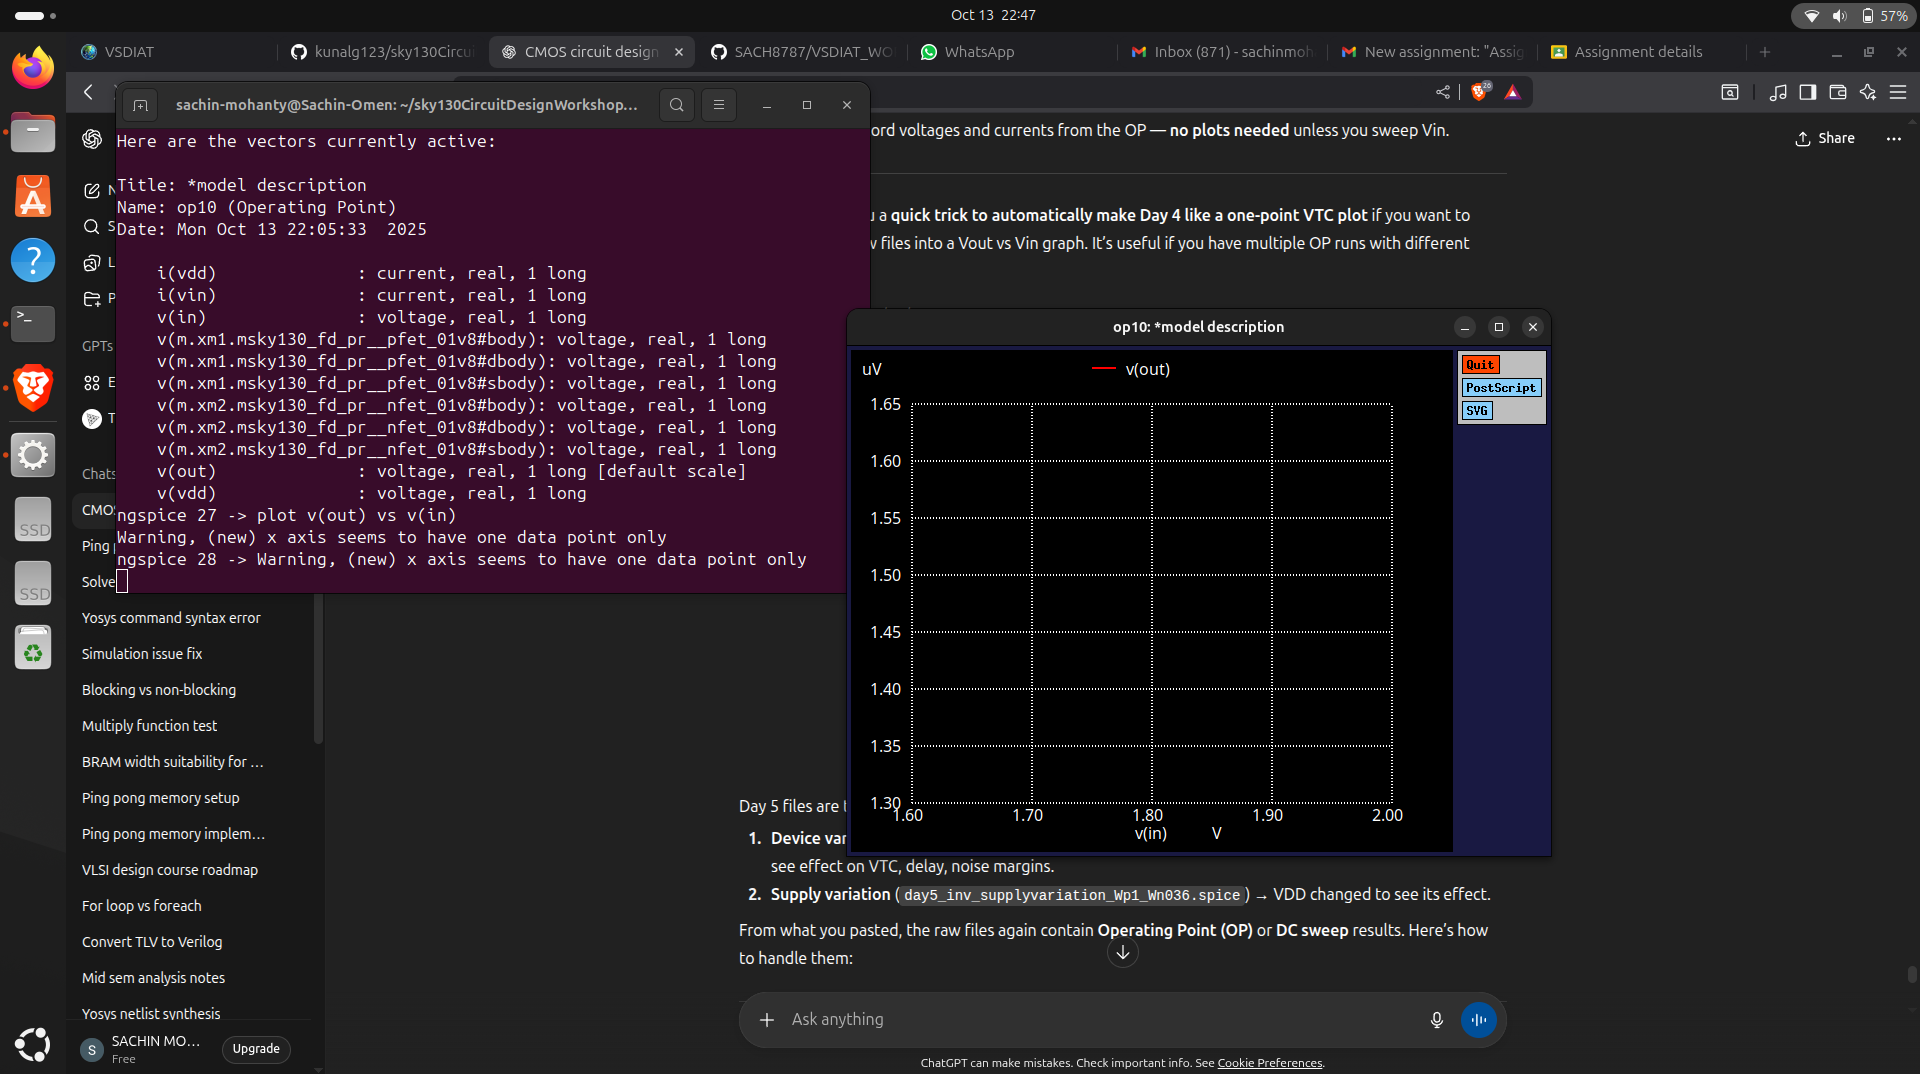 Oct 13 22:47
57%
VSDIAT
kunalg123/sky130Circui
CMOS circuit design
SACH8787/VSDIAT_WO
WhatsApp
Inbox (871) - sachinmoh
New assignment: "Assig
Assignment details
26
sachin-mohanty@Sachin-Omen: ~/sky130CircuitDesignWorkshop...
Here are the vectors currently active:
Title: *model description
Name: op10 (Operating Point)
Date: Mon Oct 13 22:05:33  2025
i(vdd) : current, real, 1 long
i(vin) : current, real, 1 long
v(in) : voltage, real, 1 long
v(m.xm1.msky130_fd_pr__pfet_01v8#body): voltage, real, 1 long
v(m.xm1.msky130_fd_pr__pfet_01v8#dbody): voltage, real, 1 long
v(m.xm1.msky130_fd_pr__pfet_01v8#sbody): voltage, real, 1 long
v(m.xm2.msky130_fd_pr__nfet_01v8#body): voltage, real, 1 long
v(m.xm2.msky130_fd_pr__nfet_01v8#dbody): voltage, real, 1 long
v(m.xm2.msky130_fd_pr__nfet_01v8#sbody): voltage, real, 1 long
v(out) : voltage, real, 1 long [default scale]
v(vdd) : voltage, real, 1 long
ngspice 27 -> plot v(out) vs v(in)
Warning, (new) x axis seems to have one data point only
ngspice 28 -> Warning, (new) x axis seems to have one data point only
ord voltages and currents from the OP — no plots needed unless you sweep Vin.
Share
a quick trick to automatically make Day 4 like a one-point VTC plot if you want to
files into a Vout vs Vin graph. It's useful if you have multiple OP runs with different
op10: *model description
uV
v(out)
1.65
1.60
1.55
1.50
1.45
1.40
1.35
1.30
1.60
1.70
1.80
1.90
2.00
v(in)
V
Quit
PostScript
SVG
GPTs
Chats
CMO
Ping
Solve
Yosys command syntax error
Simulation issue fix
Blocking vs non-blocking
Multiply function test
BRAM width suitability for ...
Ping pong memory setup
Ping pong memory implem...
VLSI design course roadmap
For loop vs foreach
Convert TLV to Verilog
Mid sem analysis notes
Yosys netlist synthesis
S
SACHIN MO...
Free
Upgrade
SSD
SSD
Day 5 files are
1. Device var
see effect on VTC, delay, noise margins.
2. Supply variation (day5_inv_supplyvariation_Wp1_Wn036.spice) → VDD changed to see its effect.
From what you pasted, the raw files again contain Operating Point (OP) or DC sweep results. Here's how
to handle them:
Ask anything
ChatGPT can make mistakes. Check important info. See Cookie Preferences.